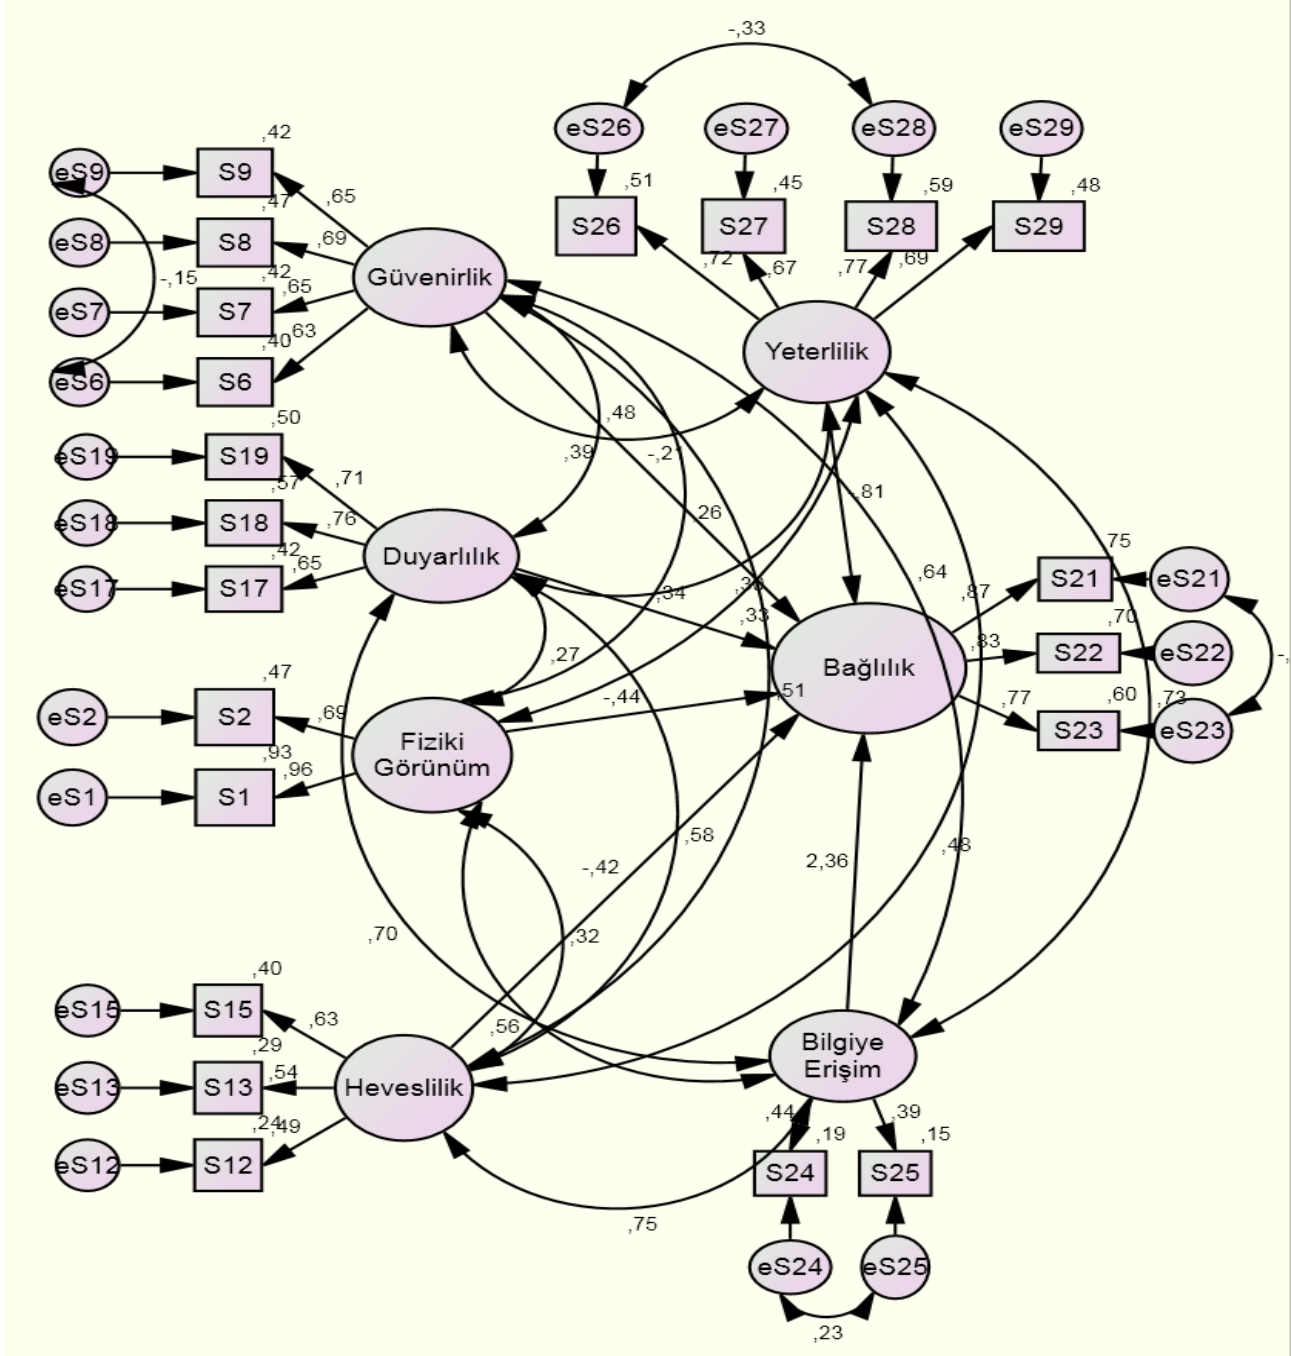 -,33
eS26
eS27
eS28
eS29
,51
,45
,59
,48
S26
S27
S28
S29
,72
,67
,77
,69
Yeterlilik
,42
eS9
S9
,65
,47
eS8
S8
,69
,42
-,15
eS7
S7
,65
,40
,63
eS6
S6
Güvenirlik
,50
eS19
S19
,71
,57
eS18
S18
,76
,42
eS17
S17
,65
Duyarlılık
,48
,39
,26
,81
,34
,33
,27
-,44
,51
,64
,47
eS2
S2
,69
,93
eS1
S1
,96
Fiziki
Görünüm
Bağlılık
,87
,83
,77
,75
S21
eS21
,70
S22
eS22
,60
,73
S23
eS23
-,
,58
-,42
2,36
,48
,70
,32
,56
,40
eS15
S15
,63
,29
eS13
S13
,54
,24
,49
eS12
S12
Heveslilik
Bilgiye
Erişim
,44
,39
,19
,15
S24
S25
,75
eS24
eS25
,23